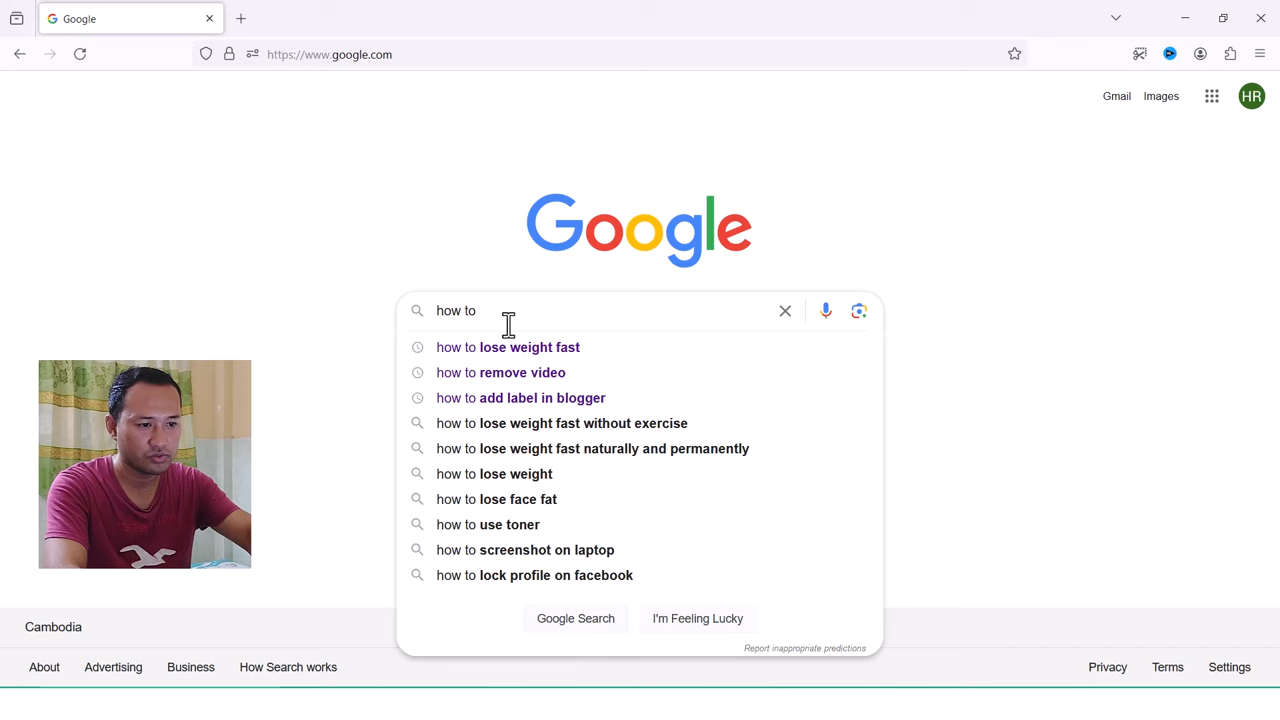 Google
https://www.google.com
Gmail Images HR
Google
how to
how to lose weight fast
how to remove video
how to add label in blogger
how to lose weight fast without exercise
how to lose weight fast naturally and permanently
how to lose weight
how to lose face fat
how to use toner
how to screenshot on laptop
how to lock profile on facebook
Google Search I'm Feeling Lucky
Report inappropriate predictions
Cambodia
About Advertising Business How Search works Privacy Terms Settings